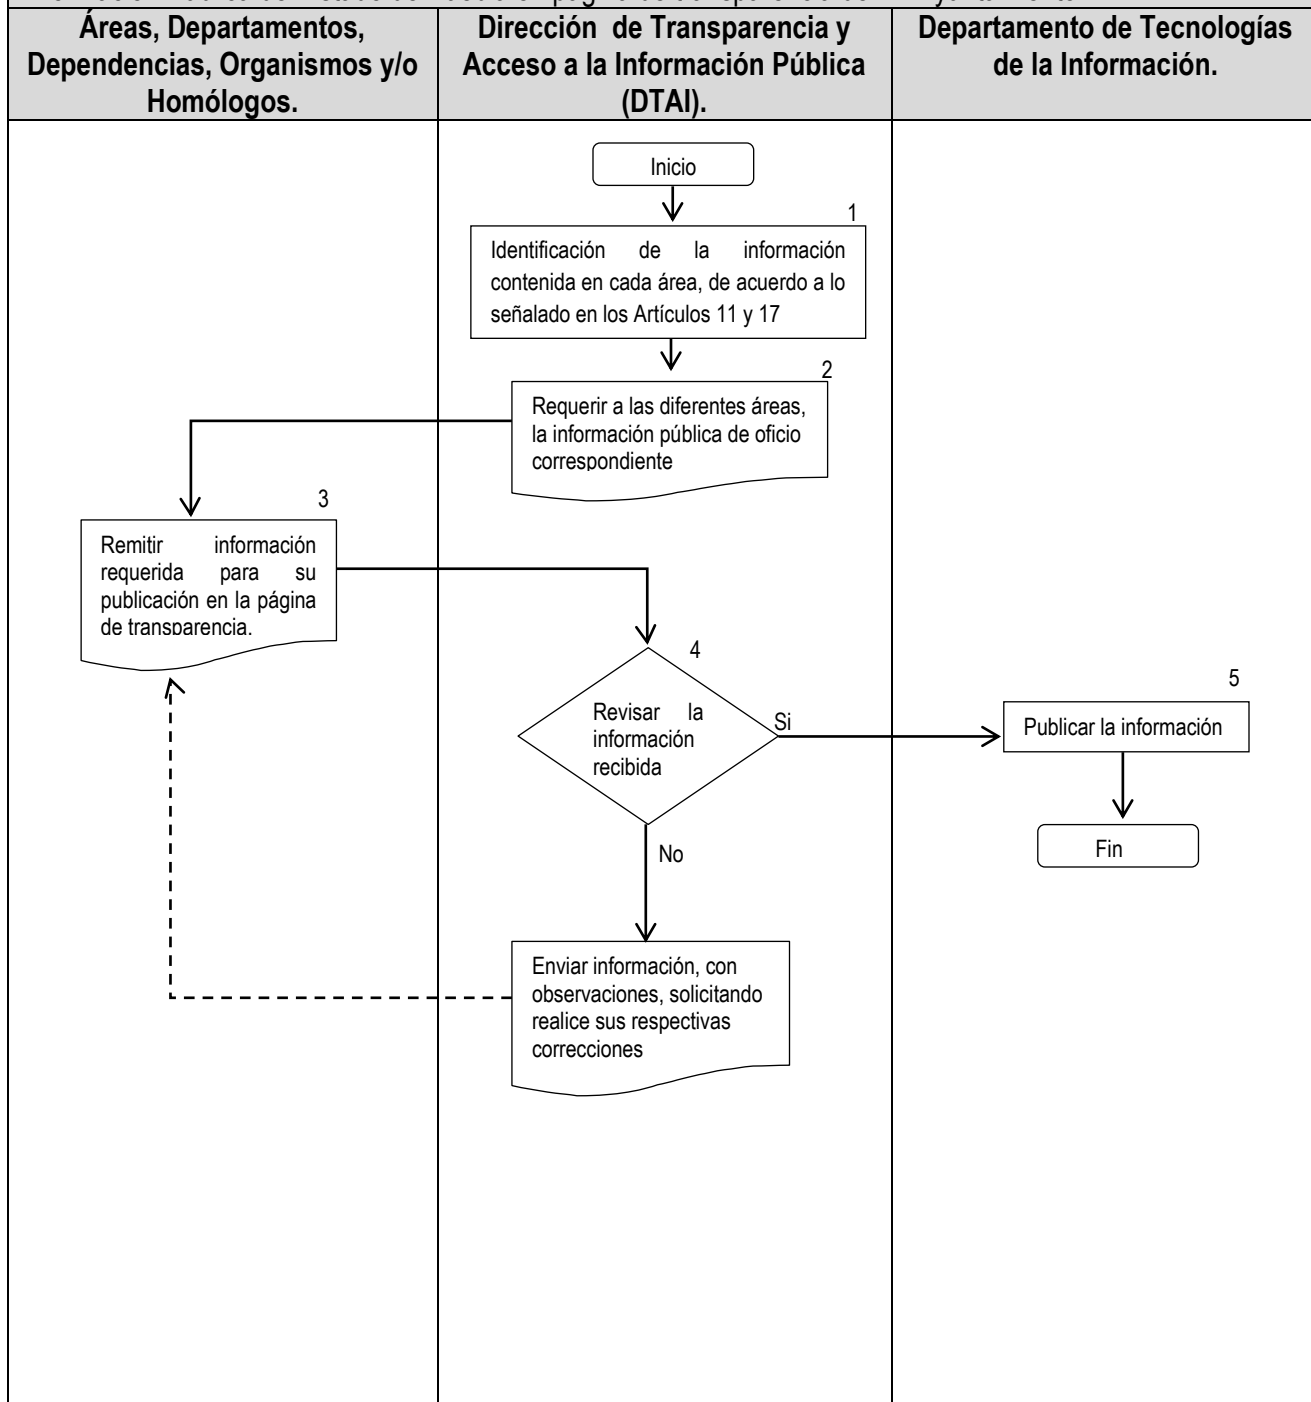 Áreas, Departamentos,
Dependencias, Organismos y/o
Homólogos.
Dirección de Transparencia y
Acceso a la Información Pública
(DTAI).
Departamento de Tecnologías
de la Información.
Inicio
1
Identificación de la información
contenida en cada área, de acuerdo a lo
señalado en los Artículos 11 y 17
2
Requerir a las diferentes áreas,
la información pública de oficio
correspondiente
3
Remitir información
requerida para su
publicación en la página
de transparencia.
4
Revisar la
información
recibida
Si
5
Publicar la información
Fin
No
Enviar información, con
observaciones, solicitando
realice sus respectivas
correcciones